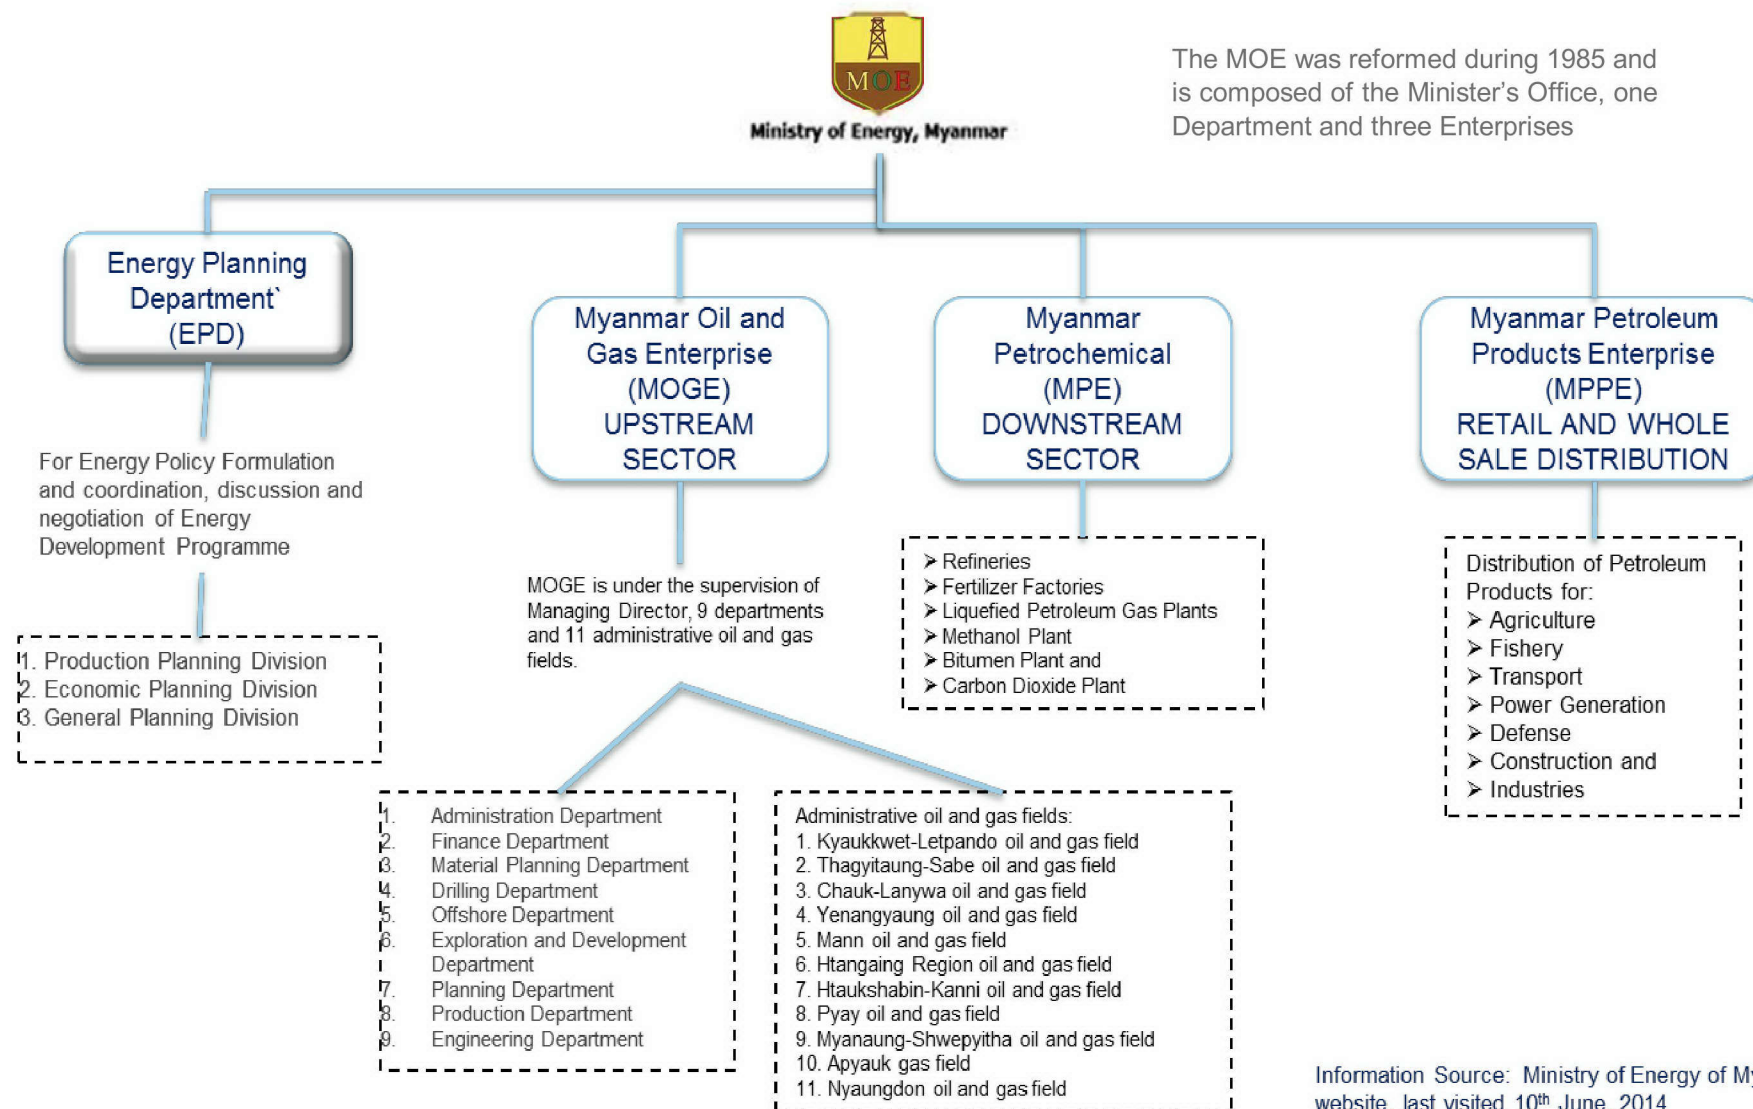 MOE
Ministry of Energy, Myanmar
The MOE was reformed during 1985 and
is composed of the Minister’s Office, one
Department and three Enterprises
Energy Planning
Department`
(EPD)
For Energy Policy Formulation
and coordination, discussion and
negotiation of Energy
Development Programme
1. Production Planning Division
2. Economic Planning Division
3. General Planning Division
Myanmar Oil and
Gas Enterprise
(MOGE)
UPSTREAM
SECTOR
MOGE is under the supervision of
Managing Director, 9 departments
and 11 administrative oil and gas
fields.
1. Administration Department
2. Finance Department
3. Material Planning Department
4. Drilling Department
5. Offshore Department
6. Exploration and Development
Department
7. Planning Department
8. Production Department
9. Engineering Department
Administrative oil and gas fields:
1. Kyaukkwet-Letpando oil and gas field
2. Thagyitaung-Sabe oil and gas field
3. Chauk-Lanywa oil and gas field
4. Yenangyaung oil and gas field
5. Mann oil and gas field
6. Htangaing Region oil and gas field
7. Htaukshabin-Kanni oil and gas field
8. Pyay oil and gas field
9. Myanaung-Shwepyitha oil and gas field
10. Apyauk gas field
11. Nyaungdon oil and gas field
Myanmar
Petrochemical
(MPE)
DOWNSTREAM
SECTOR
➢ Refineries
➢ Fertilizer Factories
➢ Liquefied Petroleum Gas Plants
➢ Methanol Plant
➢ Bitumen Plant and
➢ Carbon Dioxide Plant
Myanmar Petroleum
Products Enterprise
(MPPE)
RETAIL AND WHOLE
SALE DISTRIBUTION
Distribution of Petroleum
Products for:
➢ Agriculture
➢ Fishery
➢ Transport
➢ Power Generation
➢ Defense
➢ Construction and
➢ Industries
Information Source: Ministry of Energy of My
website, last visited 10th June, 2014